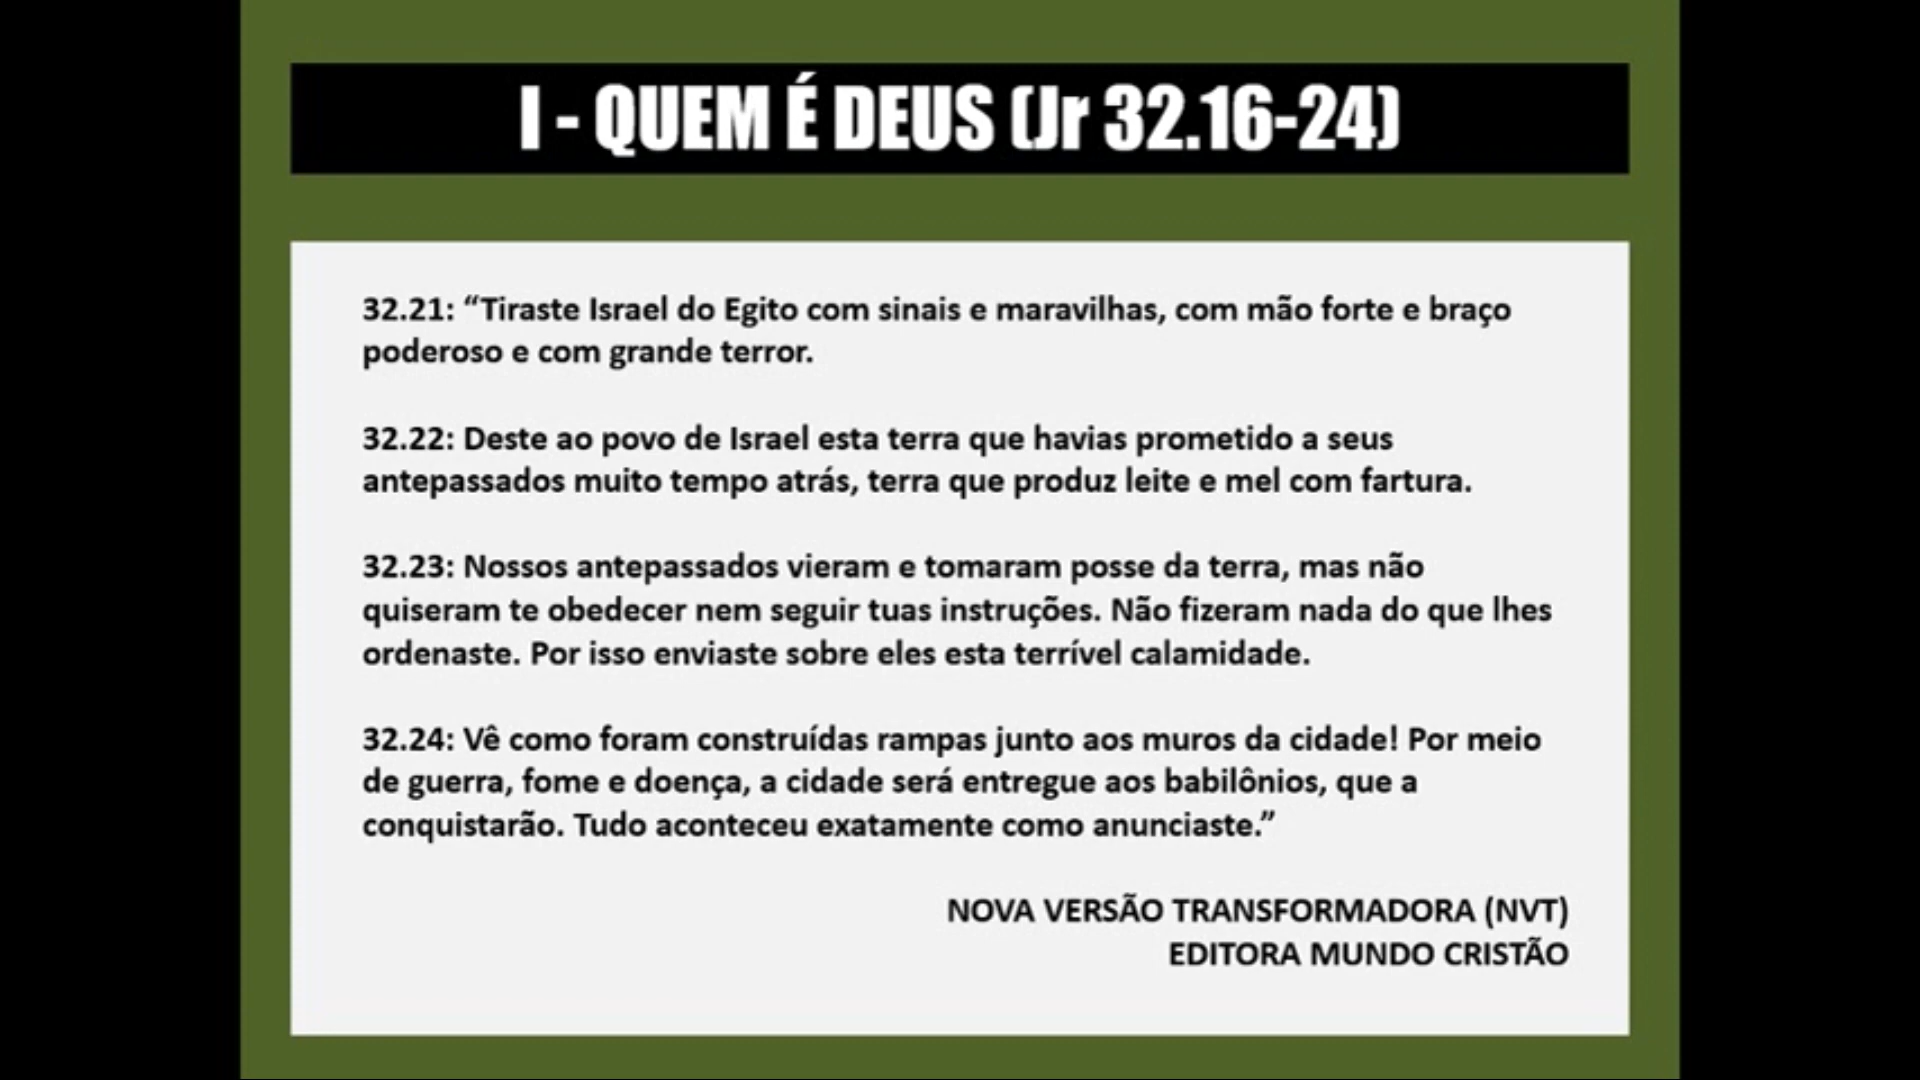 I - QUEM É DEUS (Jr 32.16-24)
32.21: “Tiraste Israel do Egito com sinais e maravilhas, com mão forte e braço
poderoso e com grande terror.
32.22: Deste ao povo de Israel esta terra que havias prometido a seus
antepassados muito tempo atrás, terra que produz leite e mel com fartura.
32.23: Nossos antepassados vieram e tomaram posse da terra, mas não
quiseram te obedecer nem seguir tuas instruções. Não fizeram nada do que lhes
ordenaste. Por isso enviaste sobre eles esta terrível calamidade.
32.24: Vê como foram construídas rampas junto aos muros da cidade! Por meio
de guerra, fome e doença, a cidade será entregue aos babilônios, que a
conquistarão. Tudo aconteceu exatamente como anunciaste.”
NOVA VERSÃO TRANSFORMADORA (NVT)
EDITORA MUNDO CRISTÃO